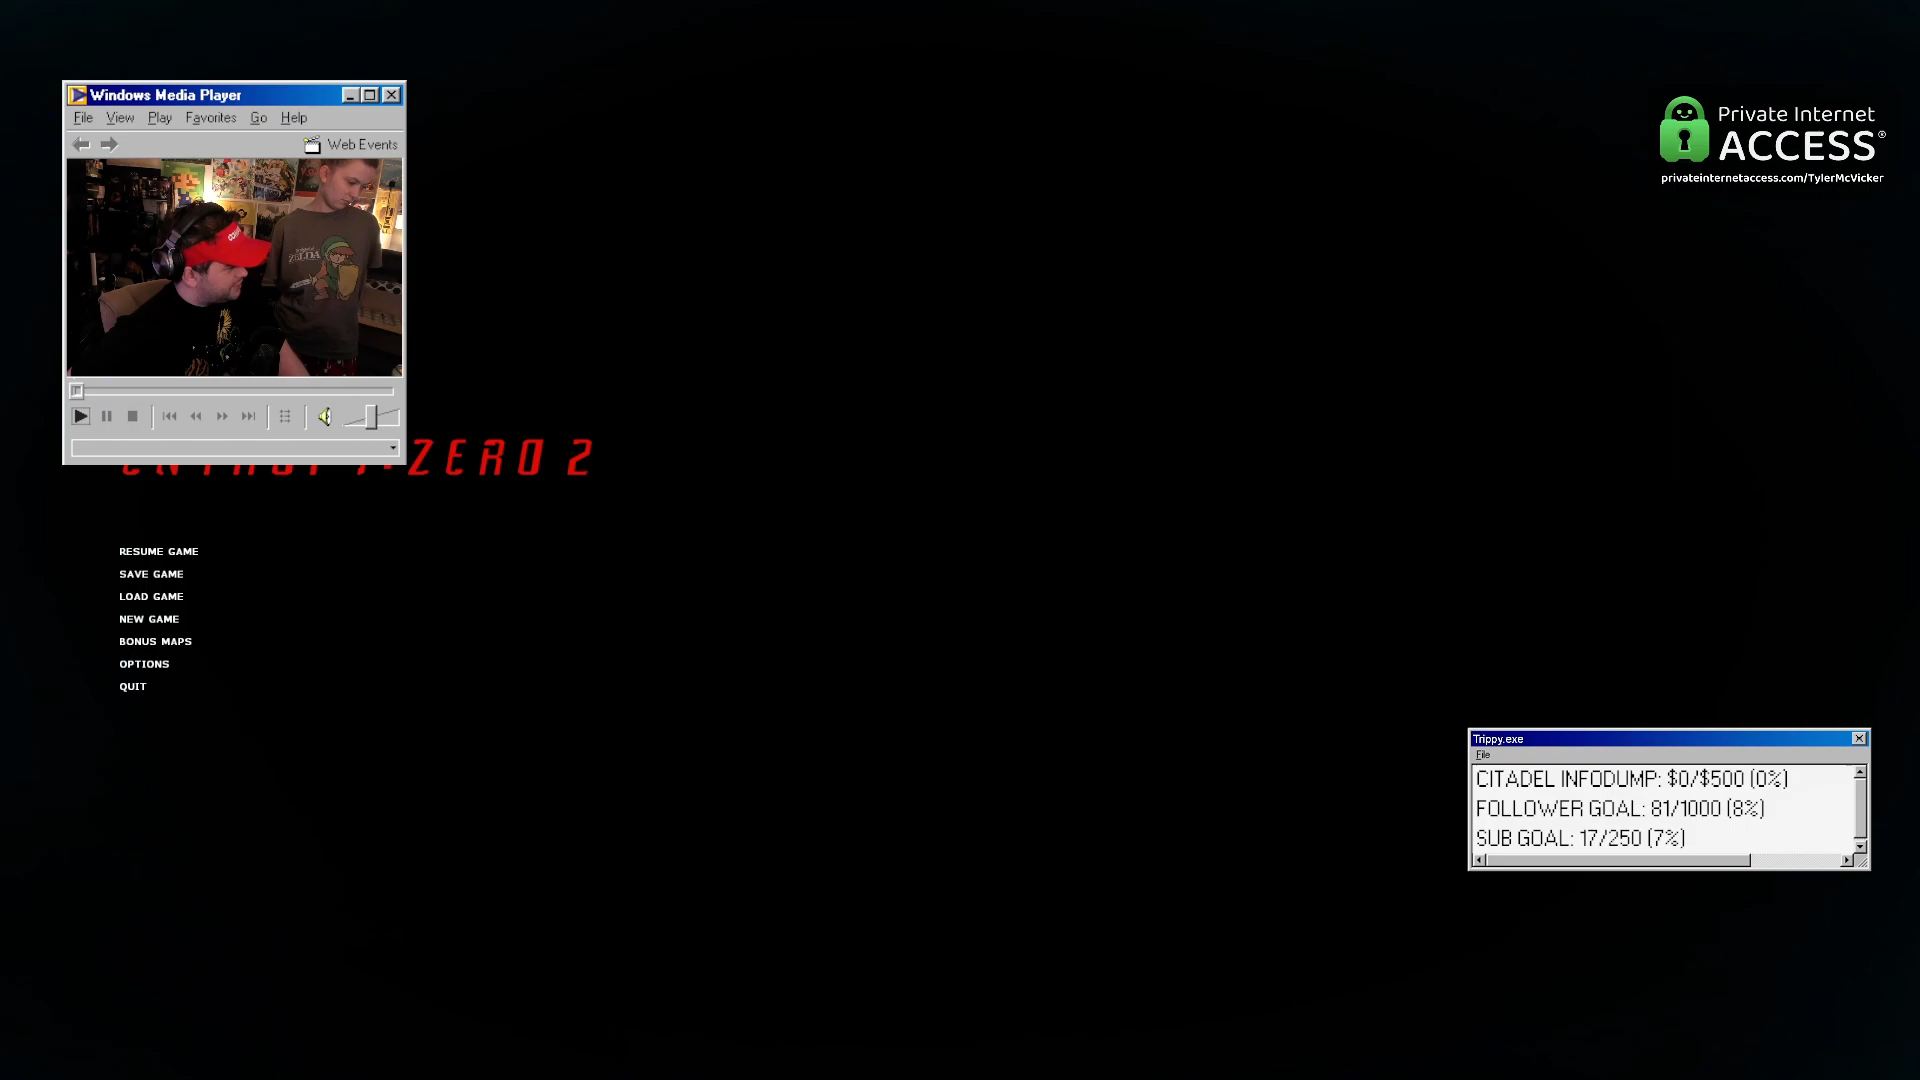 Windows Media Player
File View Play Favorites Go Help
Web Events
ZELDA
Private Internet
ACCESS®
privateinternetaccess.com/TylerMcVicker
ZERO 2
RESUME GAME
SAVE GAME
LOAD GAME
NEW GAME
BONUS MAPS
OPTIONS
QUIT
Trippy.exe
File
CITADEL INFODUMP: $0/$500 (0%)
FOLLOWER GOAL: 81/1000 (8%)
SUB GOAL: 17/250 (7%)